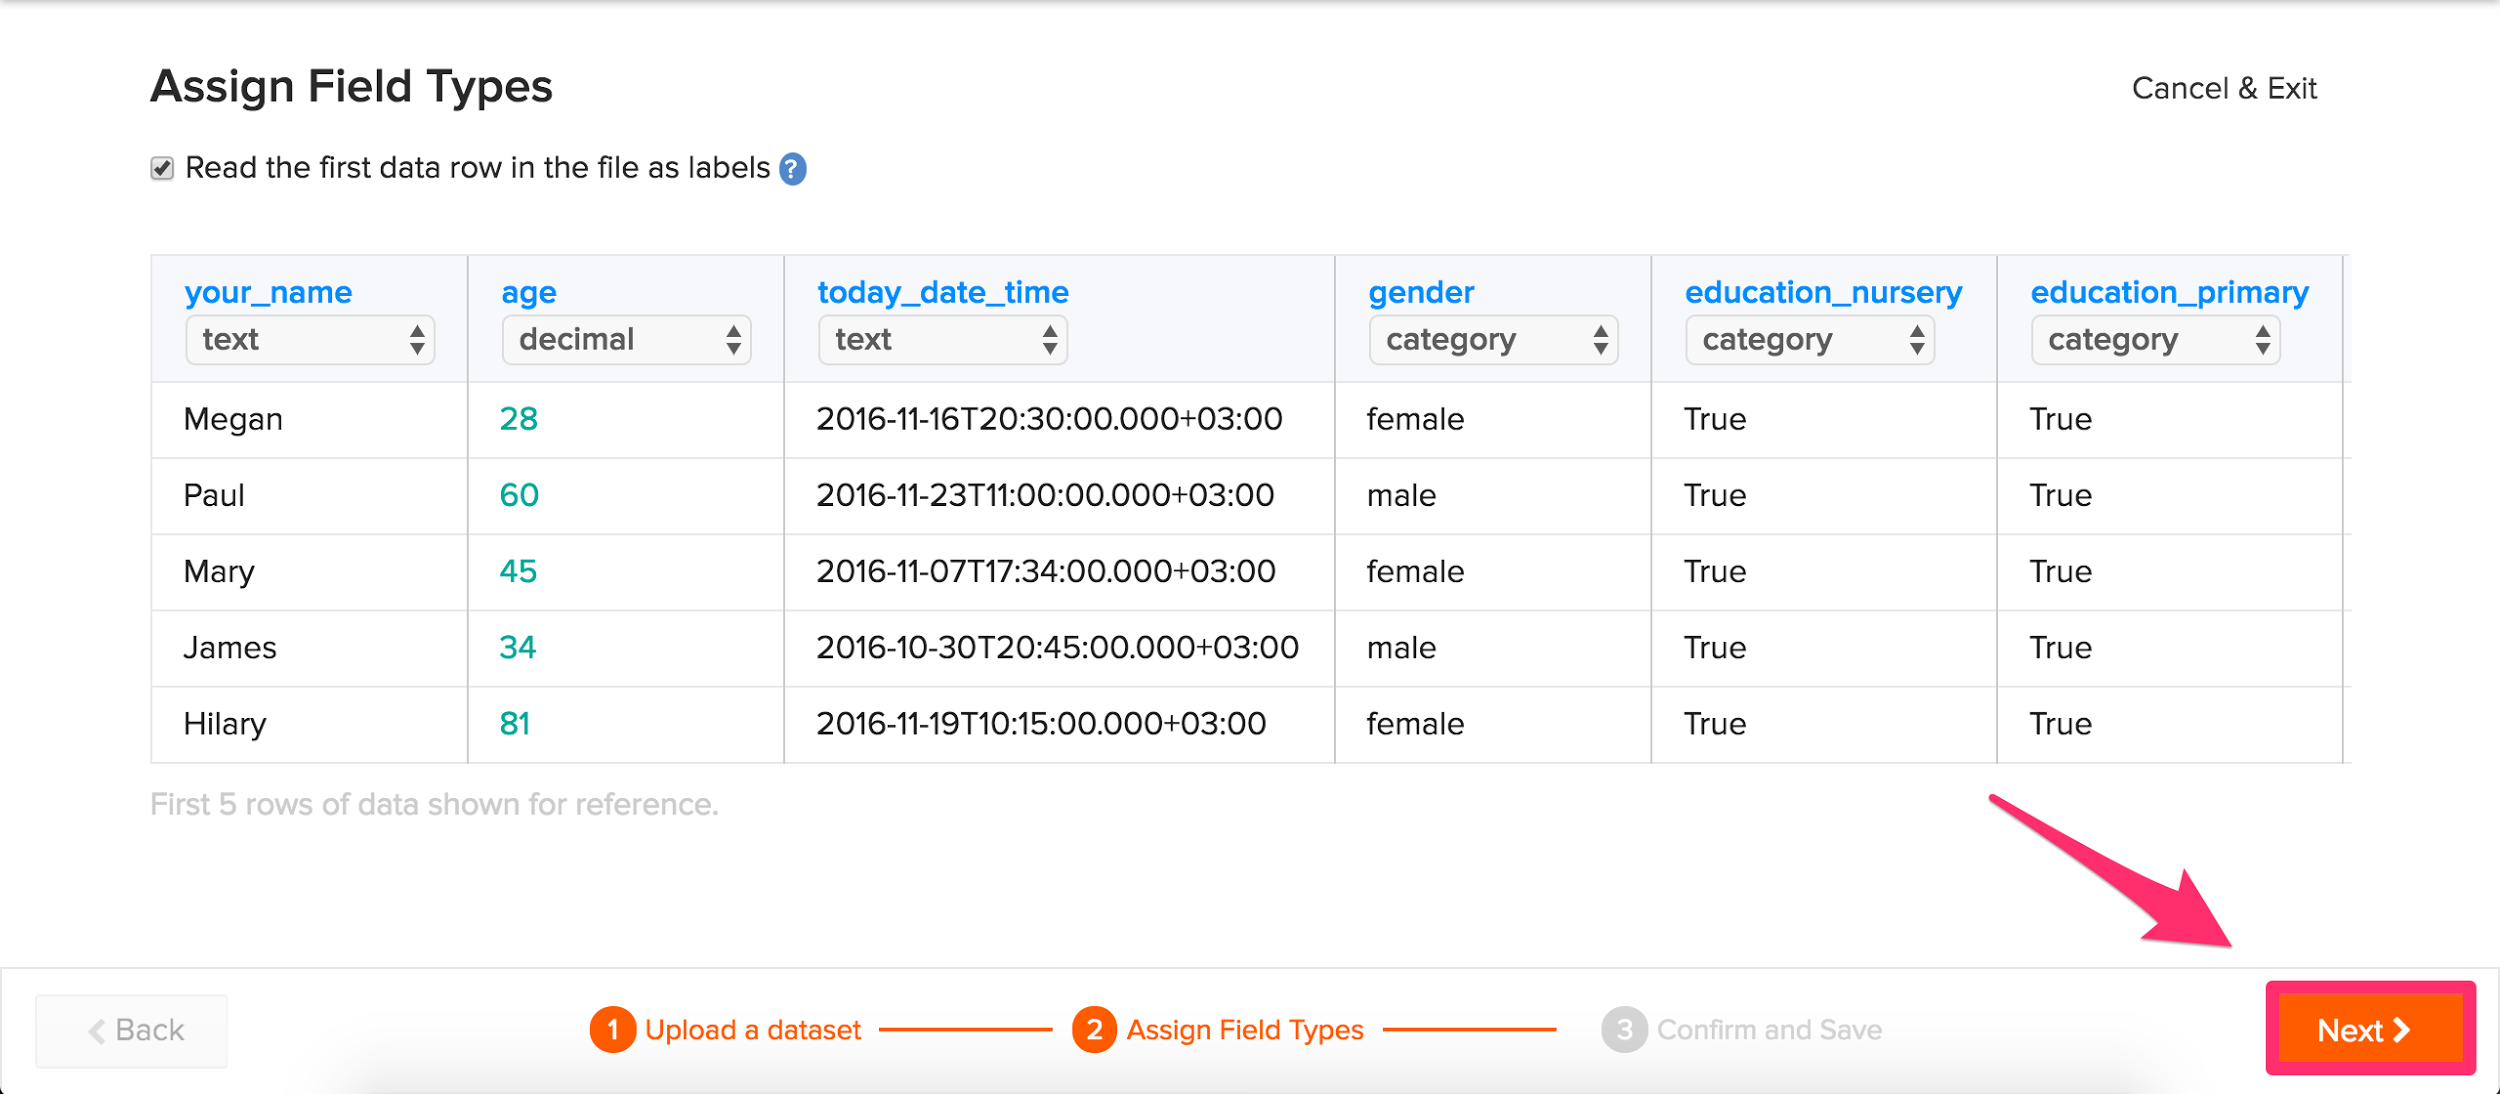 Assign Field Types
Cancel & Exit
Read the first data row in the file as labels ?
your_name age today_date_time gender education_nursery education_primary
text decimal text category category category
Megan 28 2016-11-16T20:30:00.000+03:00 female True True
Paul 60 2016-11-23T11:00:00.000+03:00 male True True
Mary 45 2016-11-07T17:34:00.000+03:00 female True True
James 34 2016-10-30T20:45:00.000+03:00 male True True
Hilary 81 2016-11-19T10:15:00.000+03:00 female True True
First 5 rows of data shown for reference.
Back 1 Upload a dataset 2 Assign Field Types 3 Confirm and Save Next